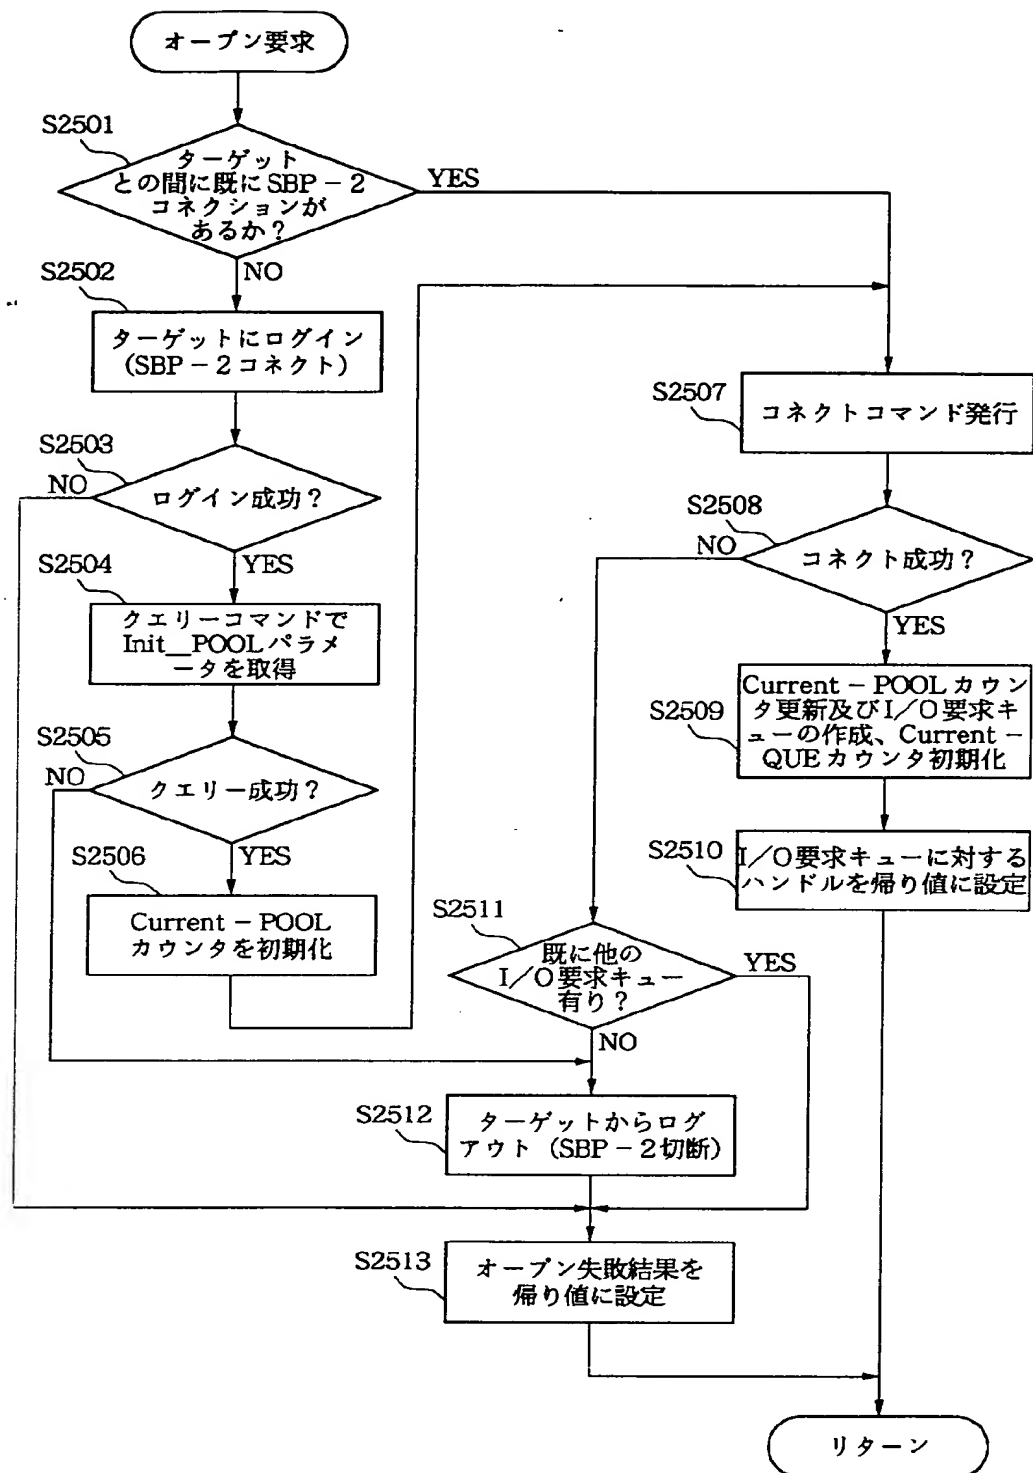 オープン要求
S2501
ターゲット
との間に既にSBP－2
コネクションが
あるか？
YES
NO
S2502
ターゲットにログイン
(SBP－2コネクト)
S2503
ログイン成功？
NO
YES
S2504
クエリーコマンドで
Init__POOLパラメ
ータを取得
S2505
クエリー成功？
NO
YES
S2506
Current－POOL
カウンタを初期化
S2507
コネクトコマンド発行
S2508
コネクト成功？
NO
YES
S2509
Current－POOLカウン
タ更新及びI／O要求キ
ューの作成、Current－
QUEカウンタ初期化
S2510
I／O要求キューに対する
ハンドルを帰り値に設定
S2511
既に他の
I／O要求キュー
有り？
YES
NO
S2512
ターゲットからログ
アウト (SBP－2切断)
S2513
オープン失敗結果を
帰り値に設定
リターン